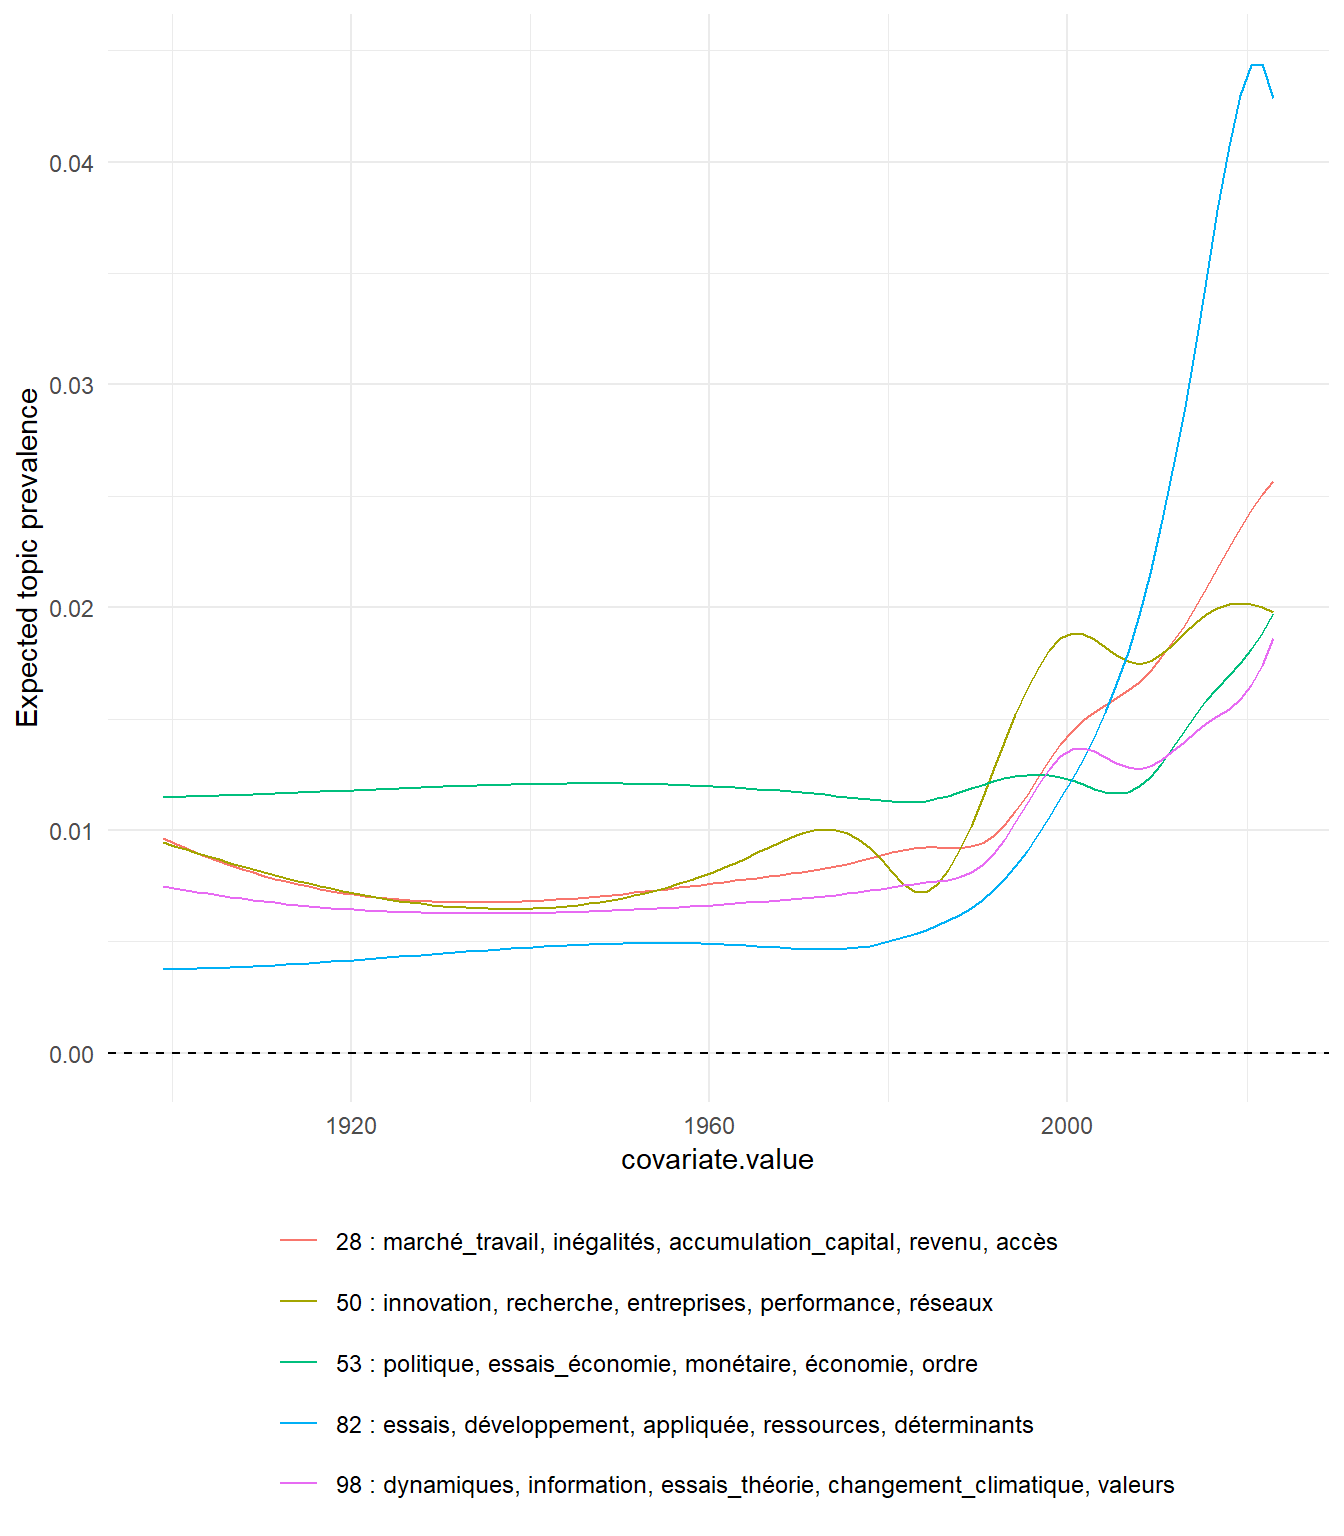 Expected topic prevalence
0.04
0.03
0.02
0.01
0.00
1920 1960 2000
covariate.value
28 : marché_travail, inégalités, accumulation_capital, revenu, accès
50 : innovation, recherche, entreprises, performance, réseaux
53 : politique, essais_économie, monétaire, économie, ordre
82 : essais, développement, appliquée, ressources, déterminants
98 : dynamiques, information, essais_théorie, changement_climatique, valeurs